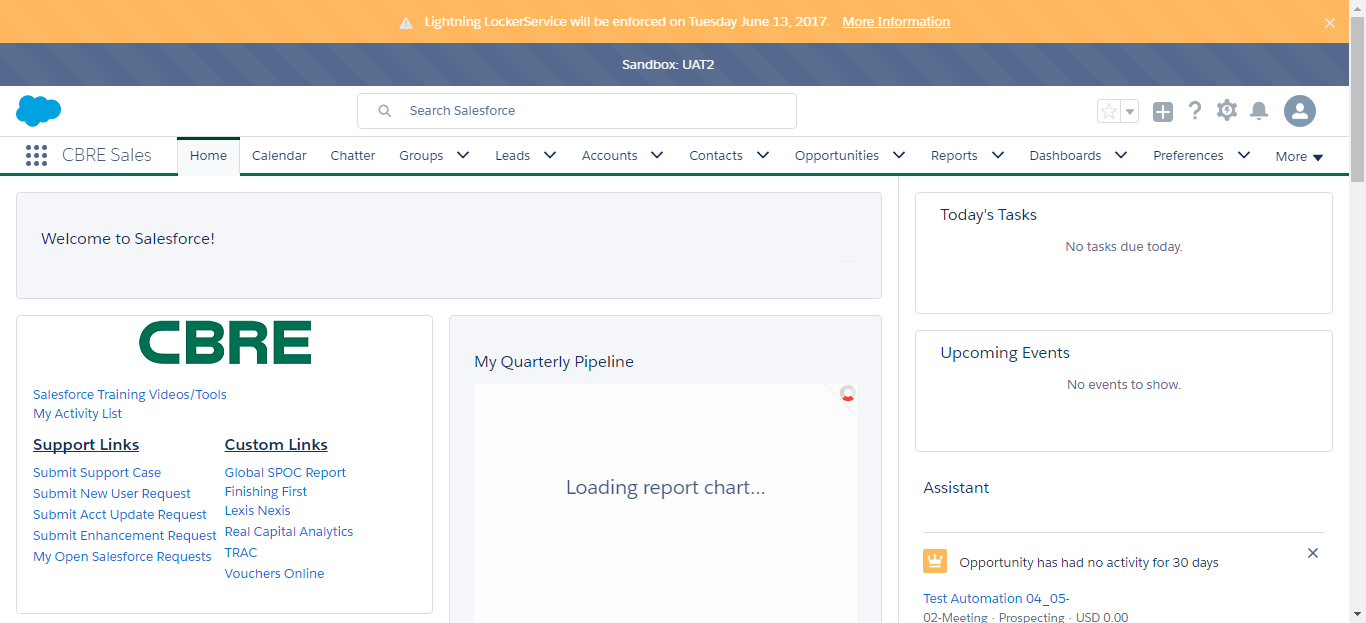 Lightning LockerService will be enforced on Tuesday June 13, 2017. More Information
Sandbox: UAT2
Search Salesforce
CBRE Sales
Home
Calendar
Chatter
Groups
Leads
Accounts
Contacts
Opportunities
Reports
Dashboards
Preferences
More
Welcome to Salesforce!
CBRE
Salesforce Training Videos/Tools
My Activity List
Support Links
Submit Support Case
Submit New User Request
Submit Acct Update Request
Submit Enhancement Request
My Open Salesforce Requests
Custom Links
Global SPOC Report
Finishing First
Lexis Nexis
Real Capital Analytics
TRAC
Vouchers Online
My Quarterly Pipeline
Loading report chart...
Today's Tasks
No tasks due today.
Upcoming Events
No events to show.
Assistant
Opportunity has had no activity for 30 days
Test Automation 04_05-
02-Meeting · Prospecting · USD 0.00